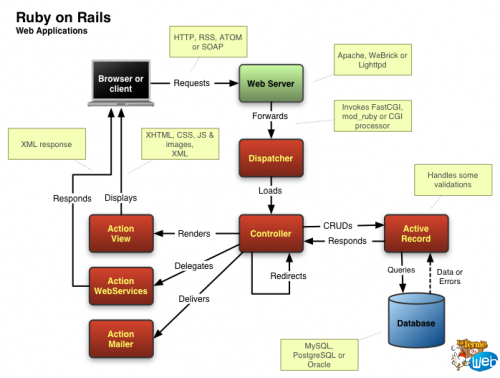 Ruby on Rails
Web Applications
HTTP, RSS, ATOM
or SOAP
Browser or
client
Requests
Web Server
Apache, WeBrick or
Lighttpd
Forwards
Invokes FastCGI,
mod_ruby or CGI
processor
XML response
XHTML, CSS, JS &
images,
XML
Dispatcher
Handles some
validations
Responds
Displays
Loads
Action
View
Renders
Controller
CRUDs
Responds
Active
Record
Delegates
Redirects
Queries
Data or
Errors
Action
WebServices
Delivers
Action
Mailer
Database
MySQL,
PostgreSQL or
Oracle
La ferme
du
Web